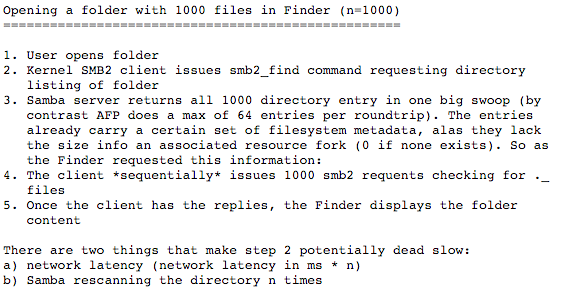 Opening a folder with 1000 files in Finder (n=1000)
==================================================
1. User opens folder
2. Kernel SMB2 client issues smb2_find command requesting directory
listing of folder
3. Samba server returns all 1000 directory entry in one big swoop (by
contrast AFP does a max of 64 entries per roundtrip). The entries
already carry a certain set of filesystem metadata, alas they lack
the size info an associated resource fork (0 if none exists). So as
the Finder requested this information:
4. The client *sequentially* issues 1000 smb2 requents checking for ._
files
5. Once the client has the replies, the Finder displays the folder
content
There are two things that make step 2 potentially dead slow:
a) network latency (network latency in ms * n)
b) Samba rescanning the directory n times